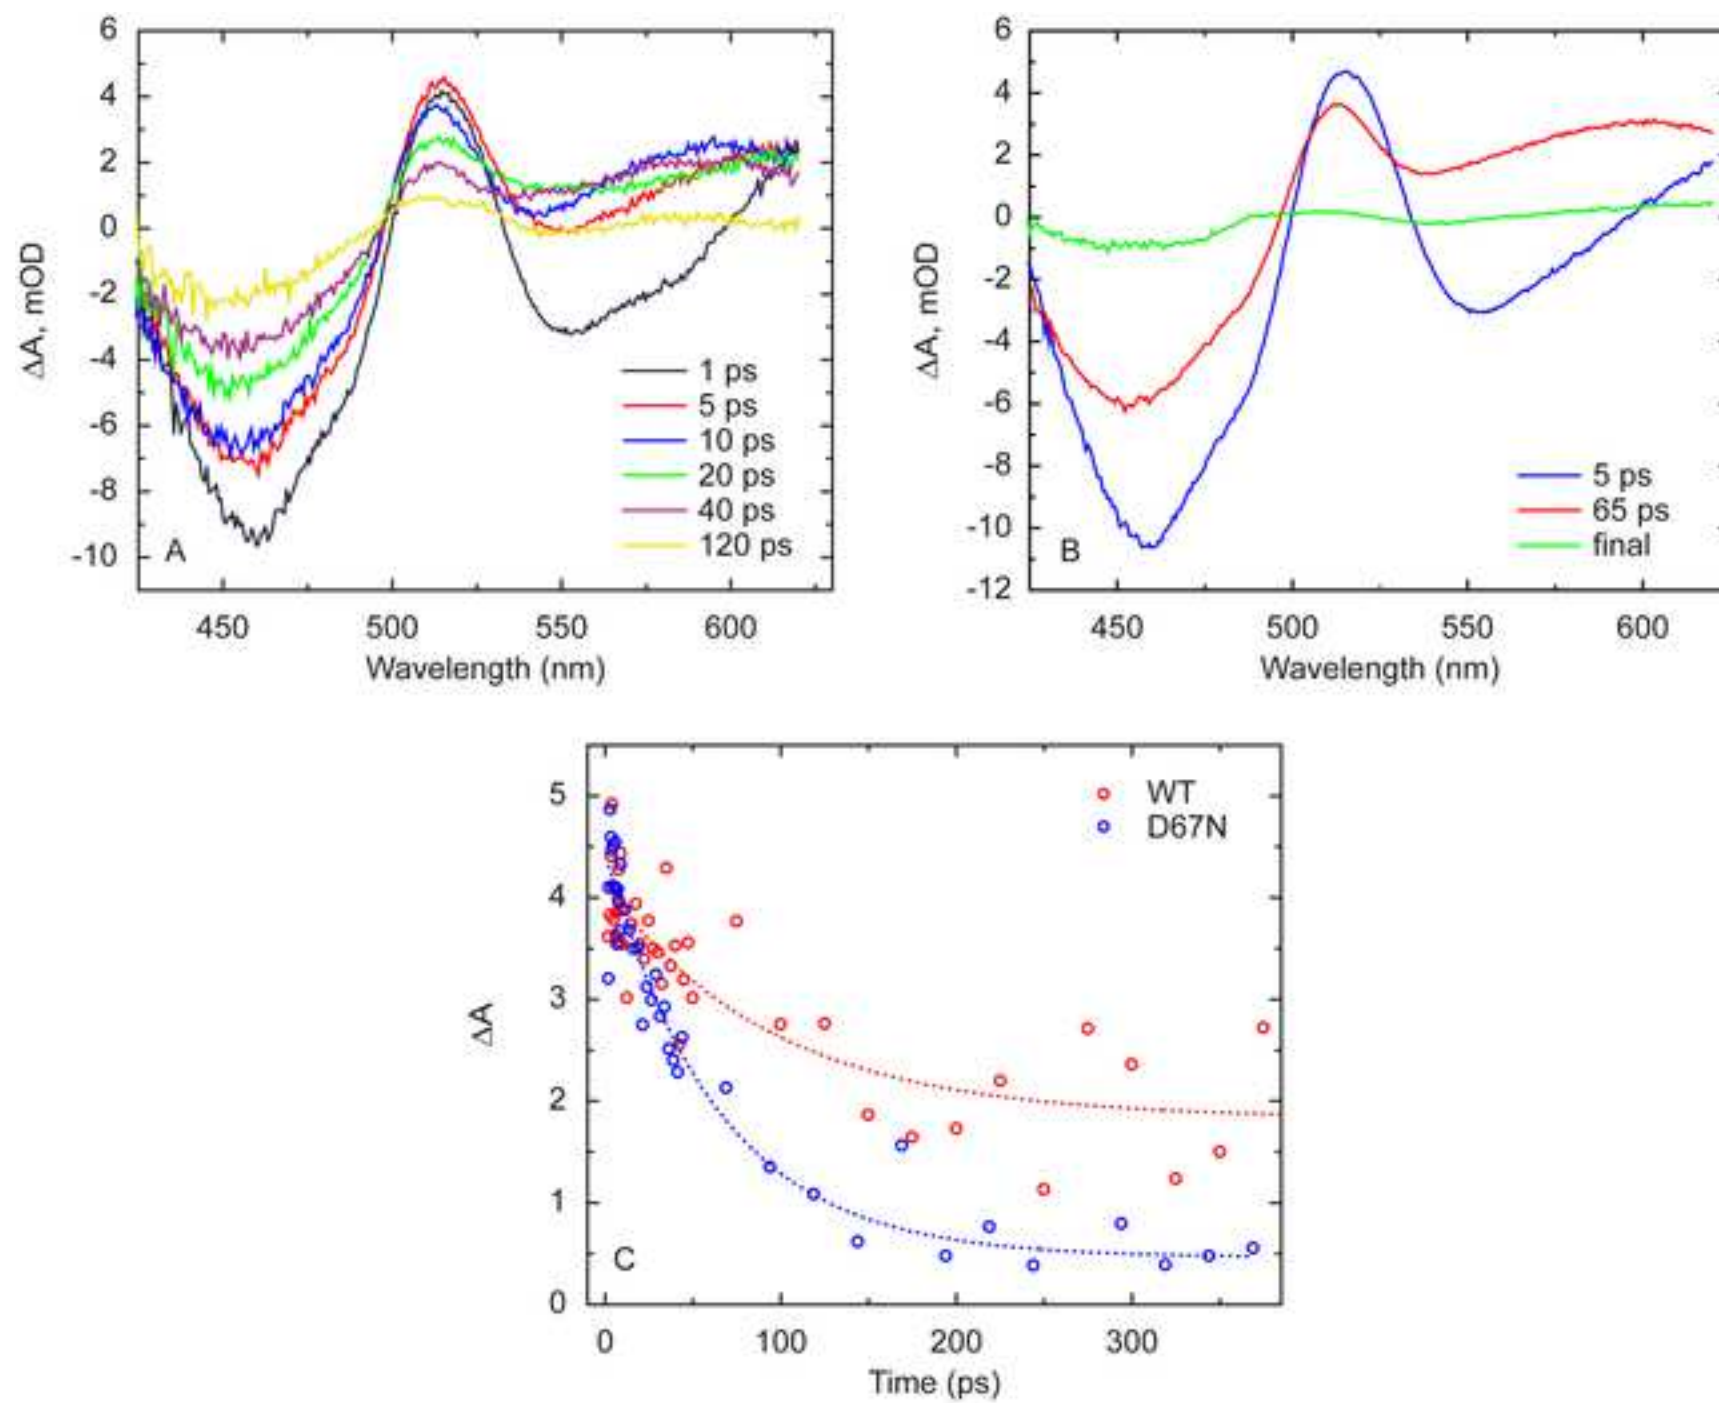 6
4
2
0
-2
-4
-6
-8
-10
ΔA, mOD
1 ps
5 ps
10 ps
20 ps
40 ps
120 ps
A
450 500 550 600
Wavelength (nm)
6
4
2
0
-2
-4
-6
-8
-10
-12
ΔA, mOD
5 ps
65 ps
final
B
450 500 550 600
Wavelength (nm)
5
4
3
2
1
0
ΔA
WT
D67N
C
0 100 200 300
Time (ps)